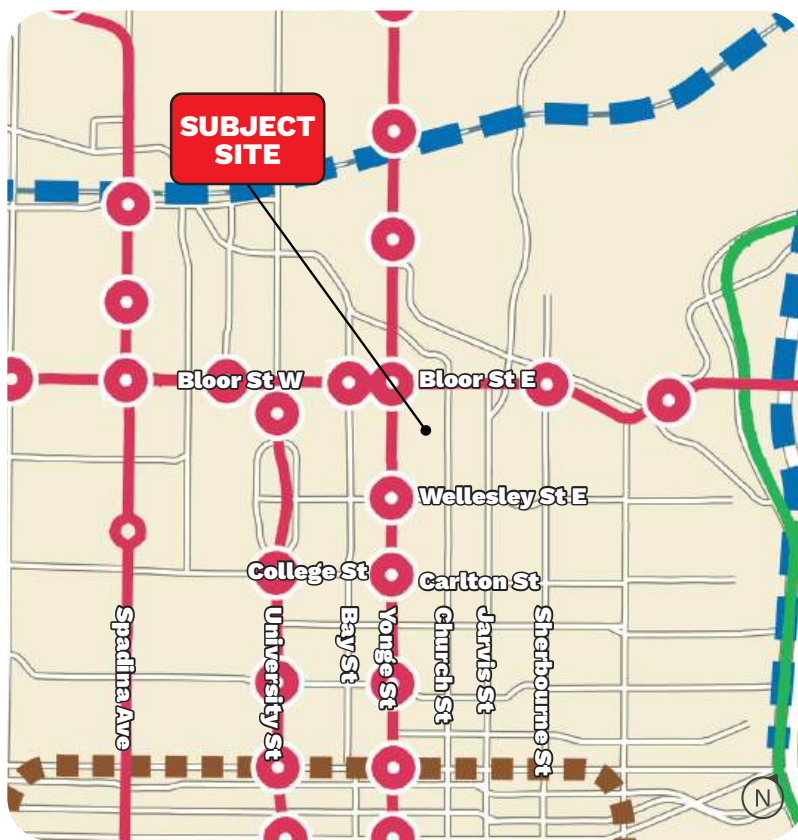 SUBJECT
SITE
Bloor St W
Bloor St E
Wellesley St E
College St
Carlton St
Spadina Ave
University St
Bay St
Yonge St
Church St
Jarvis St
Sherbourne St
N